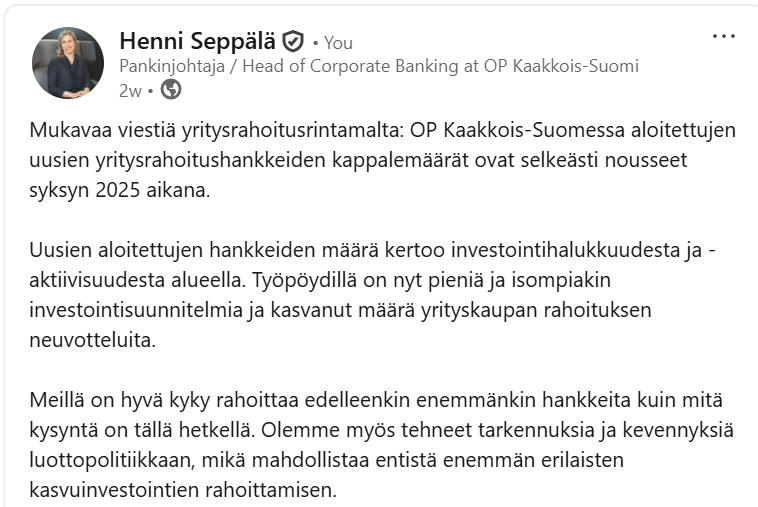 Henni Seppälä • You
Pankinjohtaja / Head of Corporate Banking at OP Kaakkois-Suomi
2w •
Mukavaa viestiä yritysrahoitusrintamalta: OP Kaakkois-Suomessa aloitettujen
uusien yritysrahoitushankkeiden kappalemäärät ovat selkeästi nousseet
syksyn 2025 aikana.
Uusien aloitettujen hankkeiden määrä kertoo investointihalukkuudesta ja -
aktiivisuudesta alueella. Työpöydillä on nyt pieniä ja isompiakin
investointisuunnitelmia ja kasvanut määrä yrityskaupan rahoituksen
neuvotteluita.
Meillä on hyvä kyky rahoittaa edelleenkin enemmänkin hankkeita kuin mitä
kysyntä on tällä hetkellä. Olemme myös tehneet tarkennuksia ja kevennyksiä
luottopolitiikkaan, mikä mahdollistaa entistä enemmän erilaisten
kasvuinvestointien rahoittamisen.